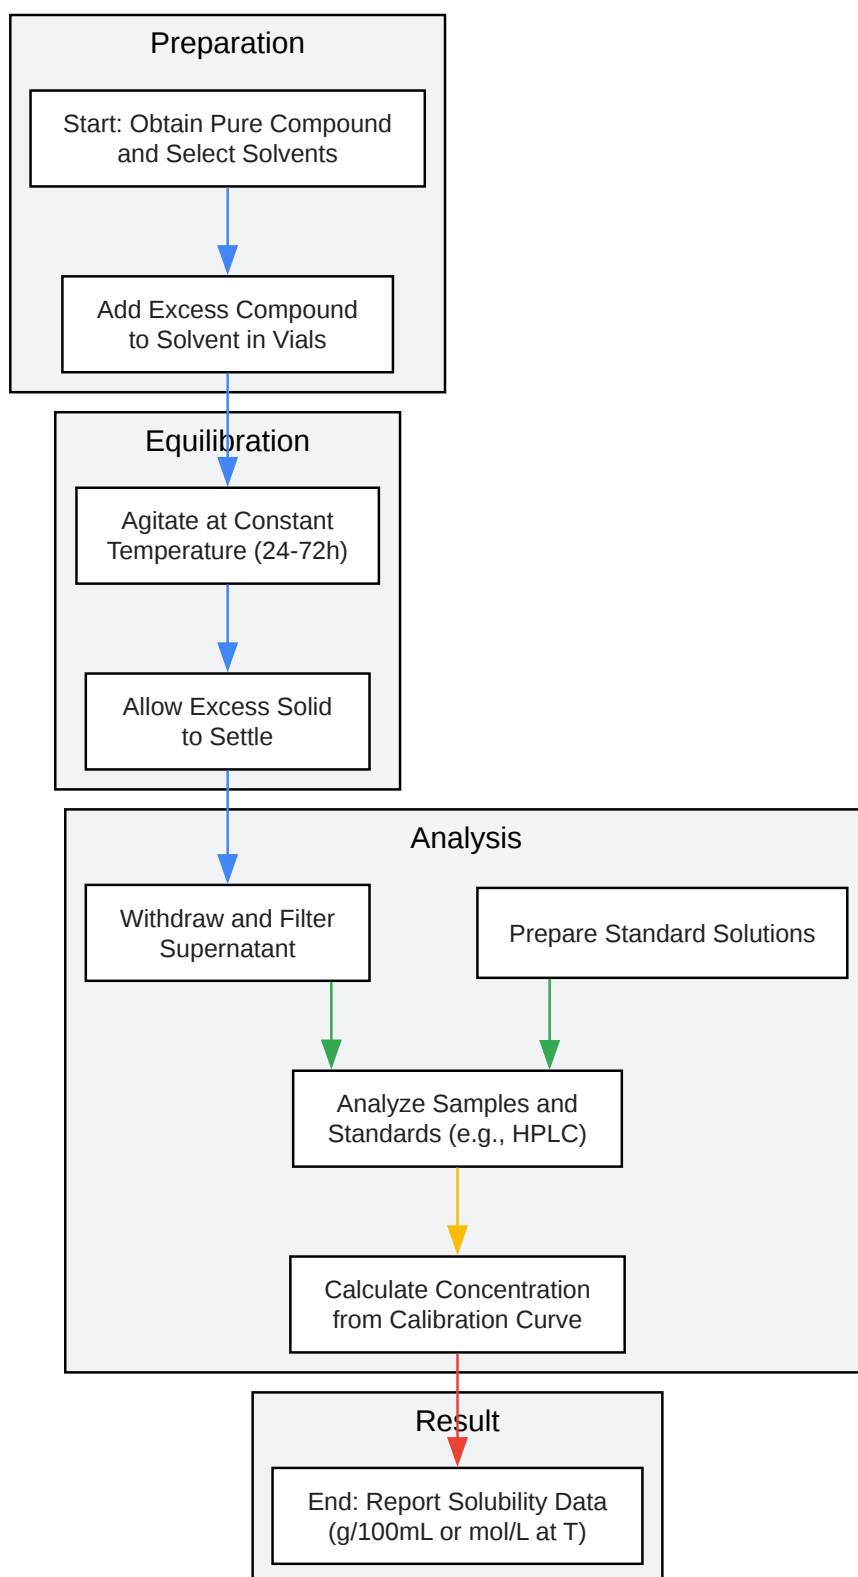 Preparation
Start: Obtain Pure Compound
and Select Solvents
Add Excess Compound
to Solvent in Vials
Equilibration
Agitate at Constant
Temperature (24-72h)
Allow Excess Solid
to Settle
Analysis
Withdraw and Filter
Supernatant
Prepare Standard Solutions
Analyze Samples and
Standards (e.g., HPLC)
Calculate Concentration
from Calibration Curve
Result
End: Report Solubility Data
(g/100mL or mol/L at T)